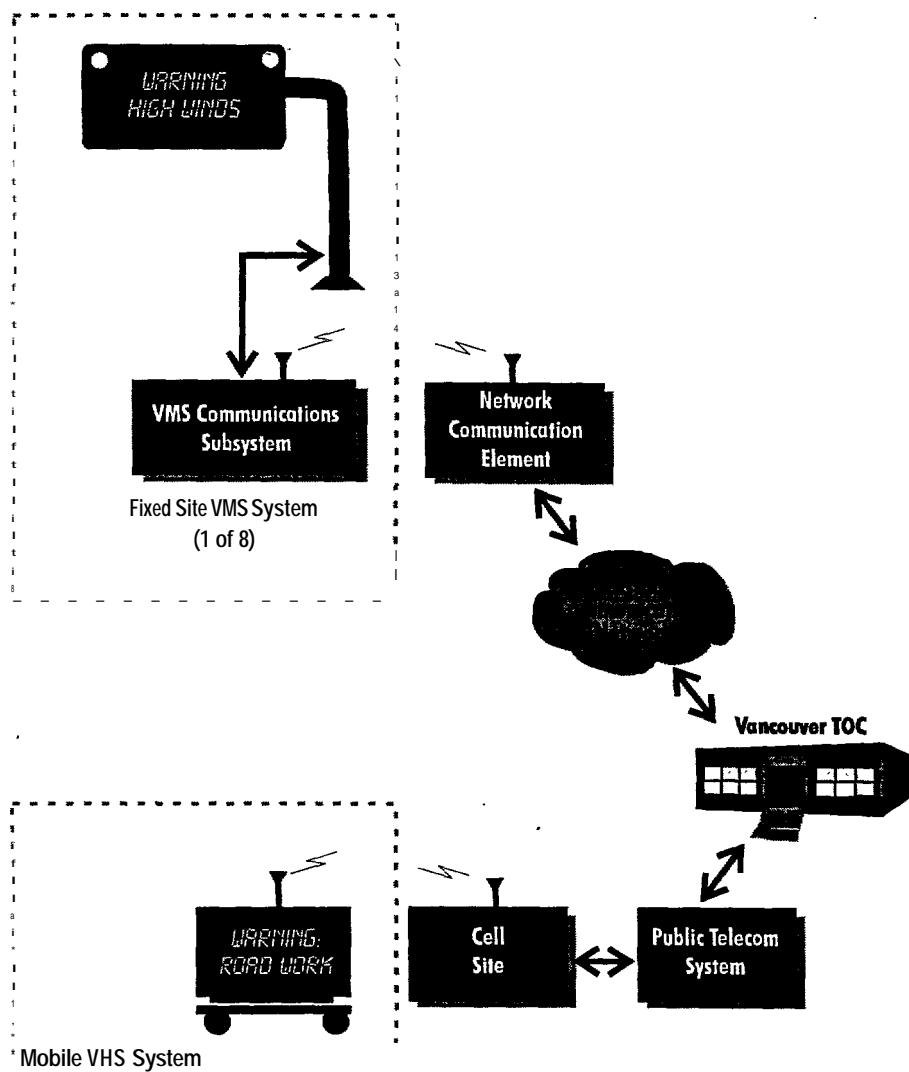 WARNING
HIGH WINDS
VMS Communications
Subsystem
Fixed Site VMS System
(1 of 8)
Network
Communication
Element
Vancouver TOC
WARNING:
ROAD WORK
Cell
Site
Public Telecom
System
Mobile VHS System